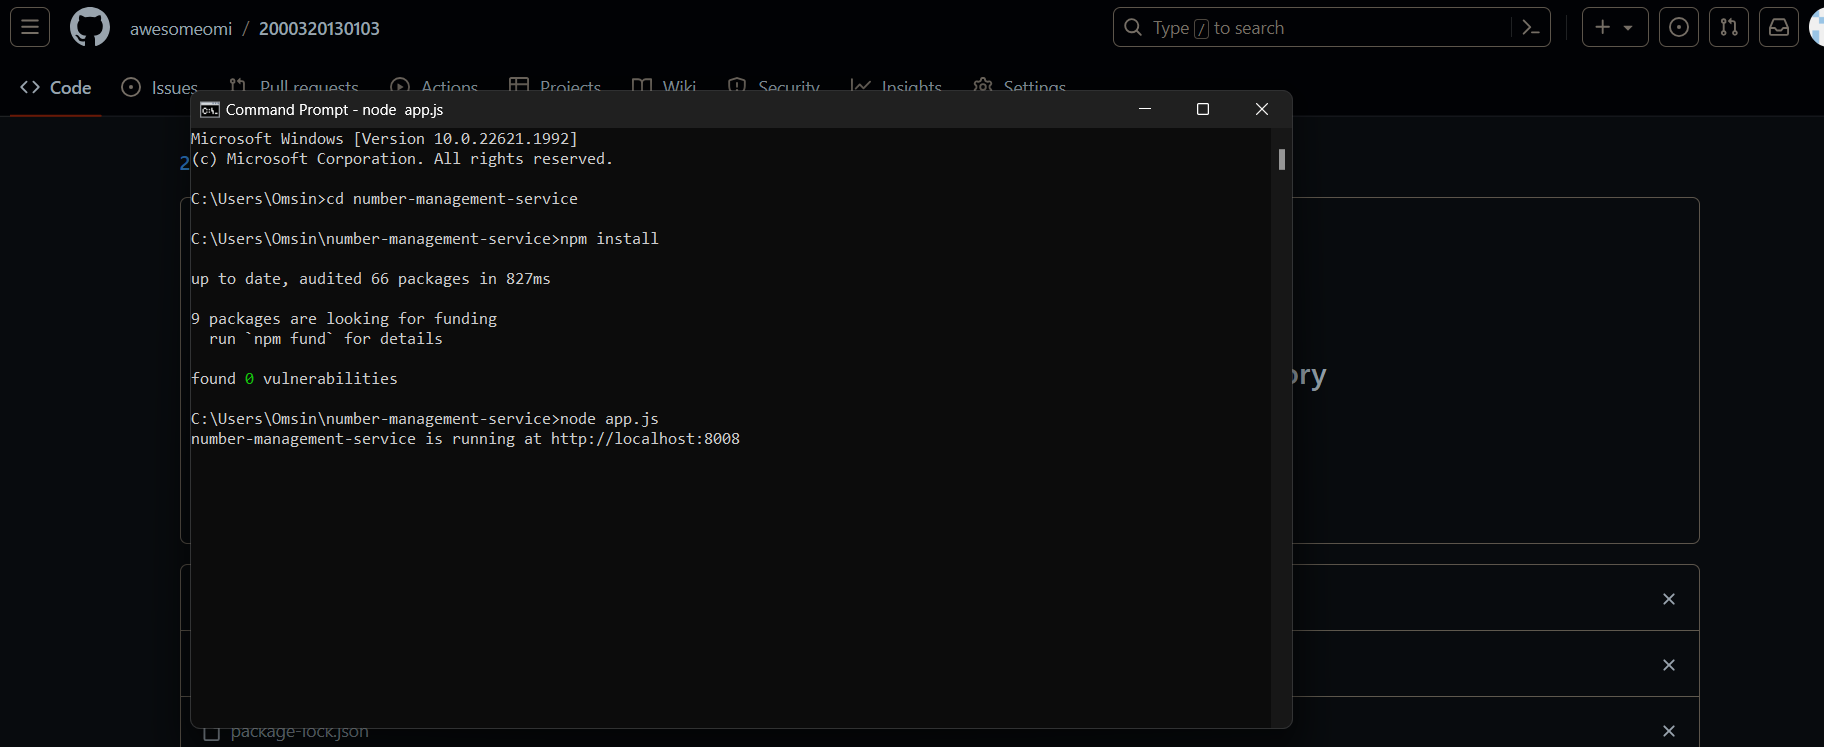 awesomeomi / 2000320130103
Type / to search
Code
Issues
Pull requests
Actions
Projects
Wiki
Security
Insights
Settings
Command Prompt - node  app.js
Microsoft Windows [Version 10.0.22621.1992]
(c) Microsoft Corporation. All rights reserved.
C:\Users\Omsin>cd number-management-service
C:\Users\Omsin\number-management-service>npm install
up to date, audited 66 packages in 827ms
9 packages are looking for funding
  run `npm fund` for details
found 0 vulnerabilities
C:\Users\Omsin\number-management-service>node app.js
number-management-service is running at http://localhost:8008
package-lock.json